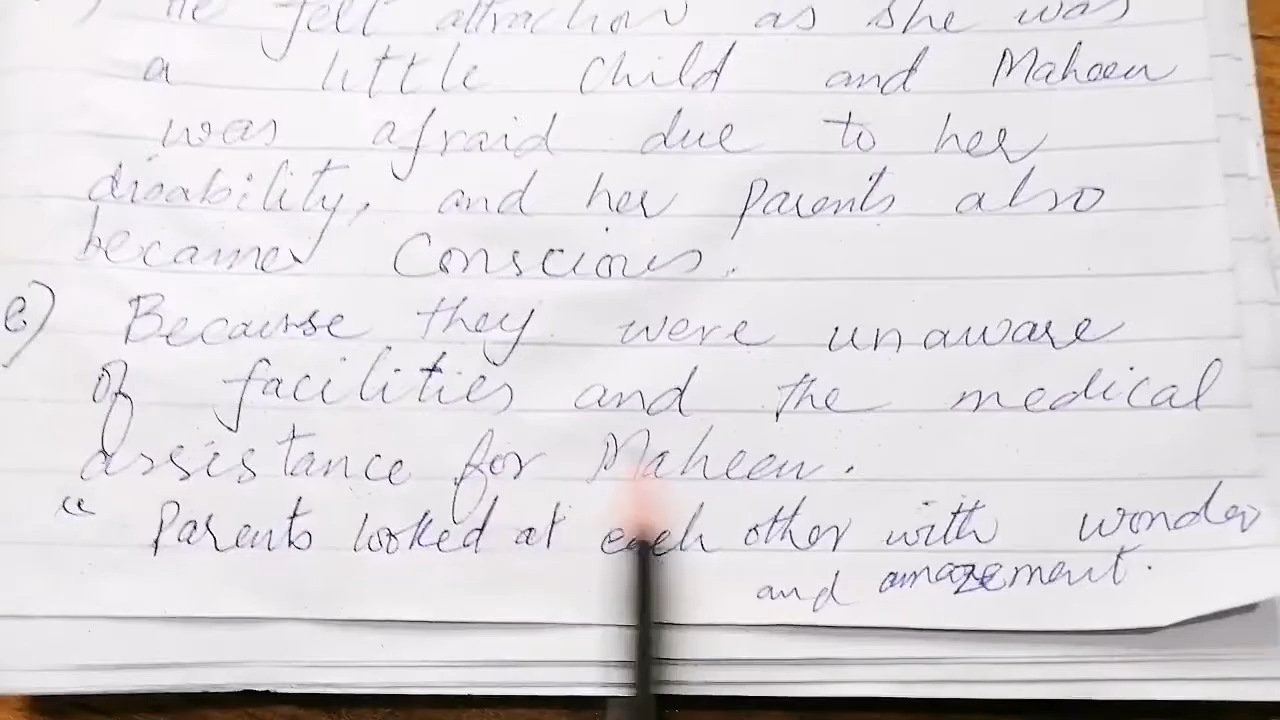 He felt attraction as she was
a little child and Maheen
was afraid due to her
disability, and her parents also
became conscious.
e) Because they were unaware
of facilities and the medical
assistance for Maheen.
“ Parents looked at each other with wonder
and amazement.